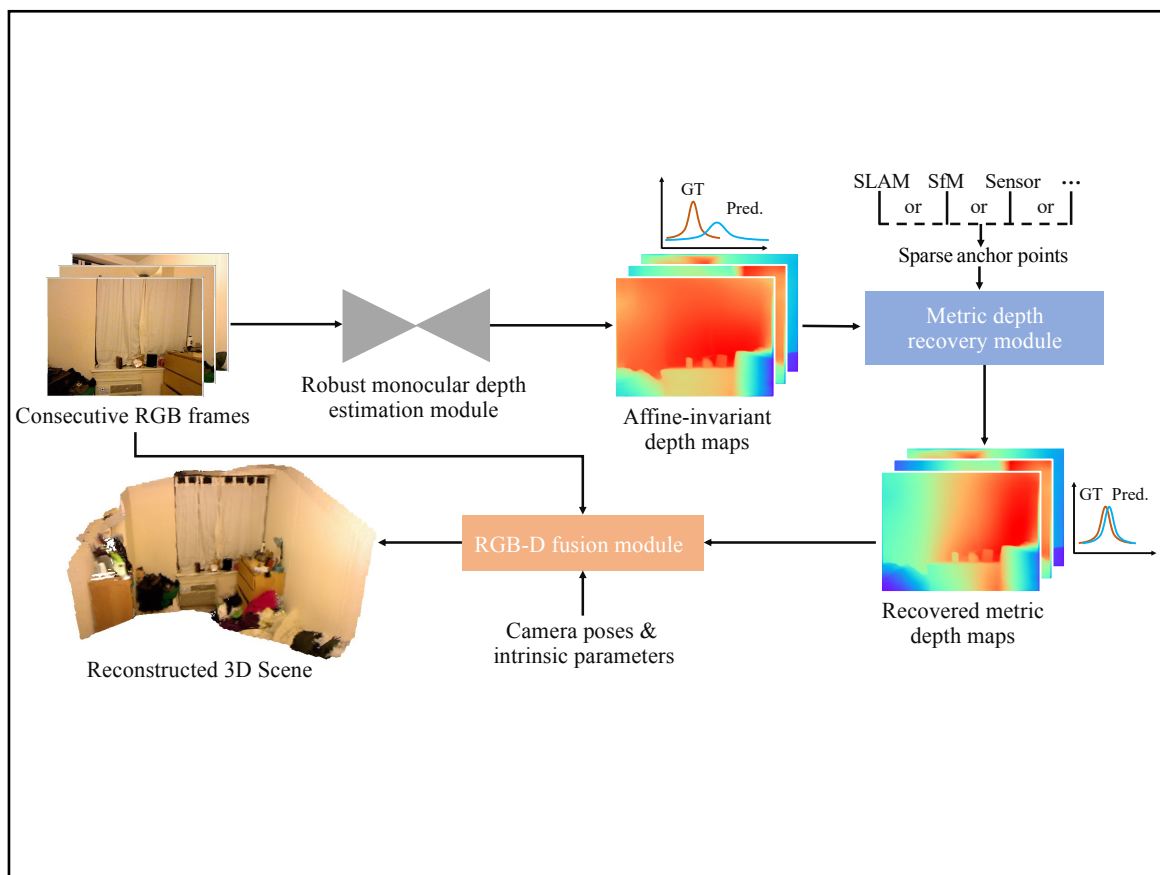 GT
Pred.
SLAM SfM Sensor ...
or or or
Sparse anchor points
Metric depth
recovery module
Robust monocular depth
estimation module
Consecutive RGB frames
Affine-invariant
depth maps
GT Pred.
RGB-D fusion module
Recovered metric
depth maps
Camera poses &
intrinsic parameters
Reconstructed 3D Scene